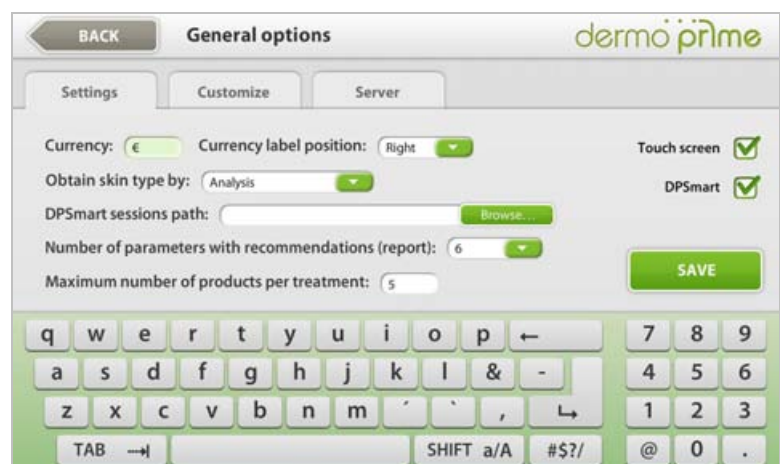 BACK General options dermo prime
Settings Customize Server
Currency: € Currency label position: Right Touch screen
Obtain skin type by: Analysis DPSmart
DPSmart sessions path: Browse...
Number of parameters with recommendations (report): 6
SAVE
Maximum number of products per treatment: 5
q w e r t y u i o p ← 7 8 9
a s d f g h j k l & - 4 5 6
z x c v b n m ´ ` , ↵ 1 2 3
TAB SHIFT a/A #$?/ @ 0 .